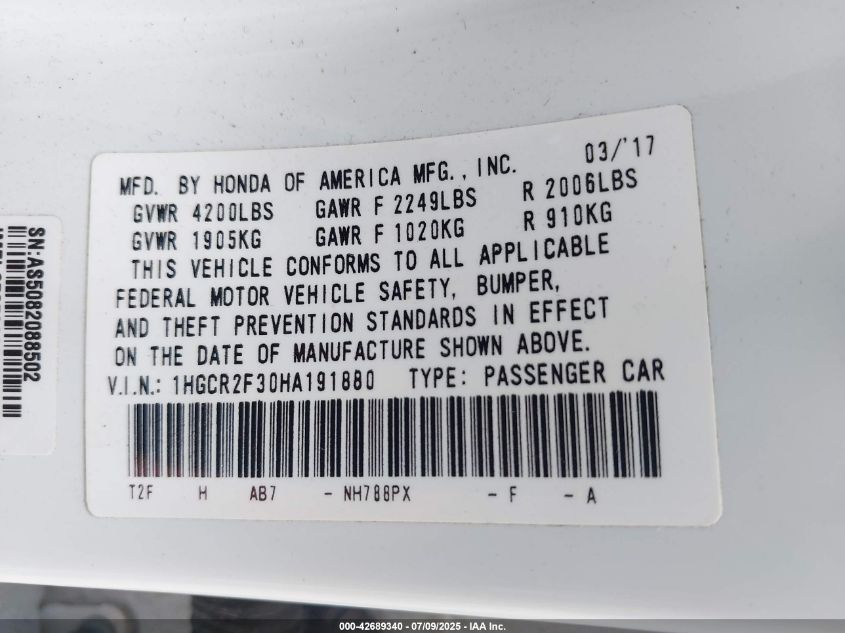 MFD. BY HONDA OF AMERICA MFG., INC. 03/'17
GVWR 4200LBS GAWR F 2249LBS R 2006LBS
GVWR 1905KG GAWR F 1020KG R 910KG
THIS VEHICLE CONFORMS TO ALL APPLICABLE
FEDERAL MOTOR VEHICLE SAFETY, BUMPER,
AND THEFT PREVENTION STANDARDS IN EFFECT
ON THE DATE OF MANUFACTURE SHOWN ABOVE.
V.I.N.: 1HGCR2F30HA191880 TYPE: PASSENGER CAR
T2F H AB7 - NH788PX - F - A
SN:AS5082088502
000-42689340 - 07/09/2025 - IAA Inc.